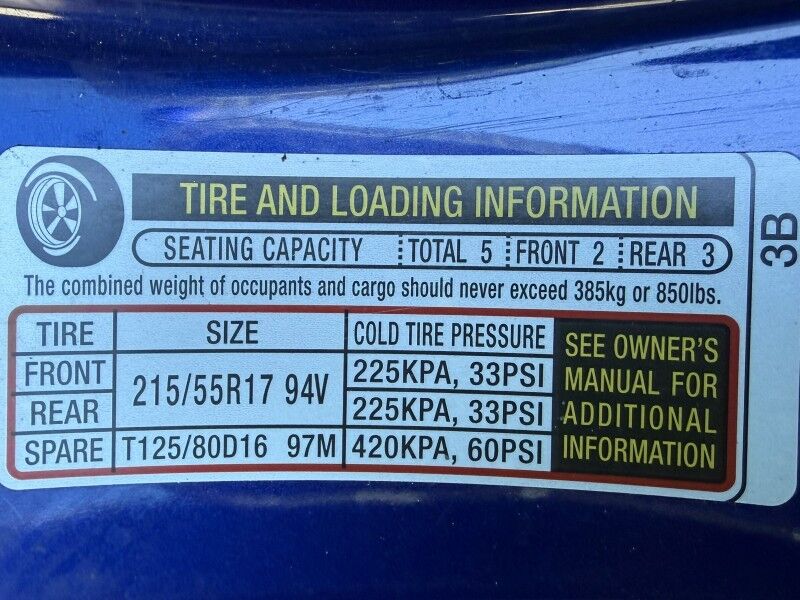 TIRE AND LOADING INFORMATION
SEATING CAPACITY TOTAL 5 FRONT 2 REAR 3
The combined weight of occupants and cargo should never exceed 385kg or 850lbs.
TIRE SIZE COLD TIRE PRESSURE
FRONT 215/55R17 94V 225KPA, 33PSI
REAR 225KPA, 33PSI
SPARE T125/80D16 97M 420KPA, 60PSI
SEE OWNER'S
MANUAL FOR
ADDITIONAL
INFORMATION
3B